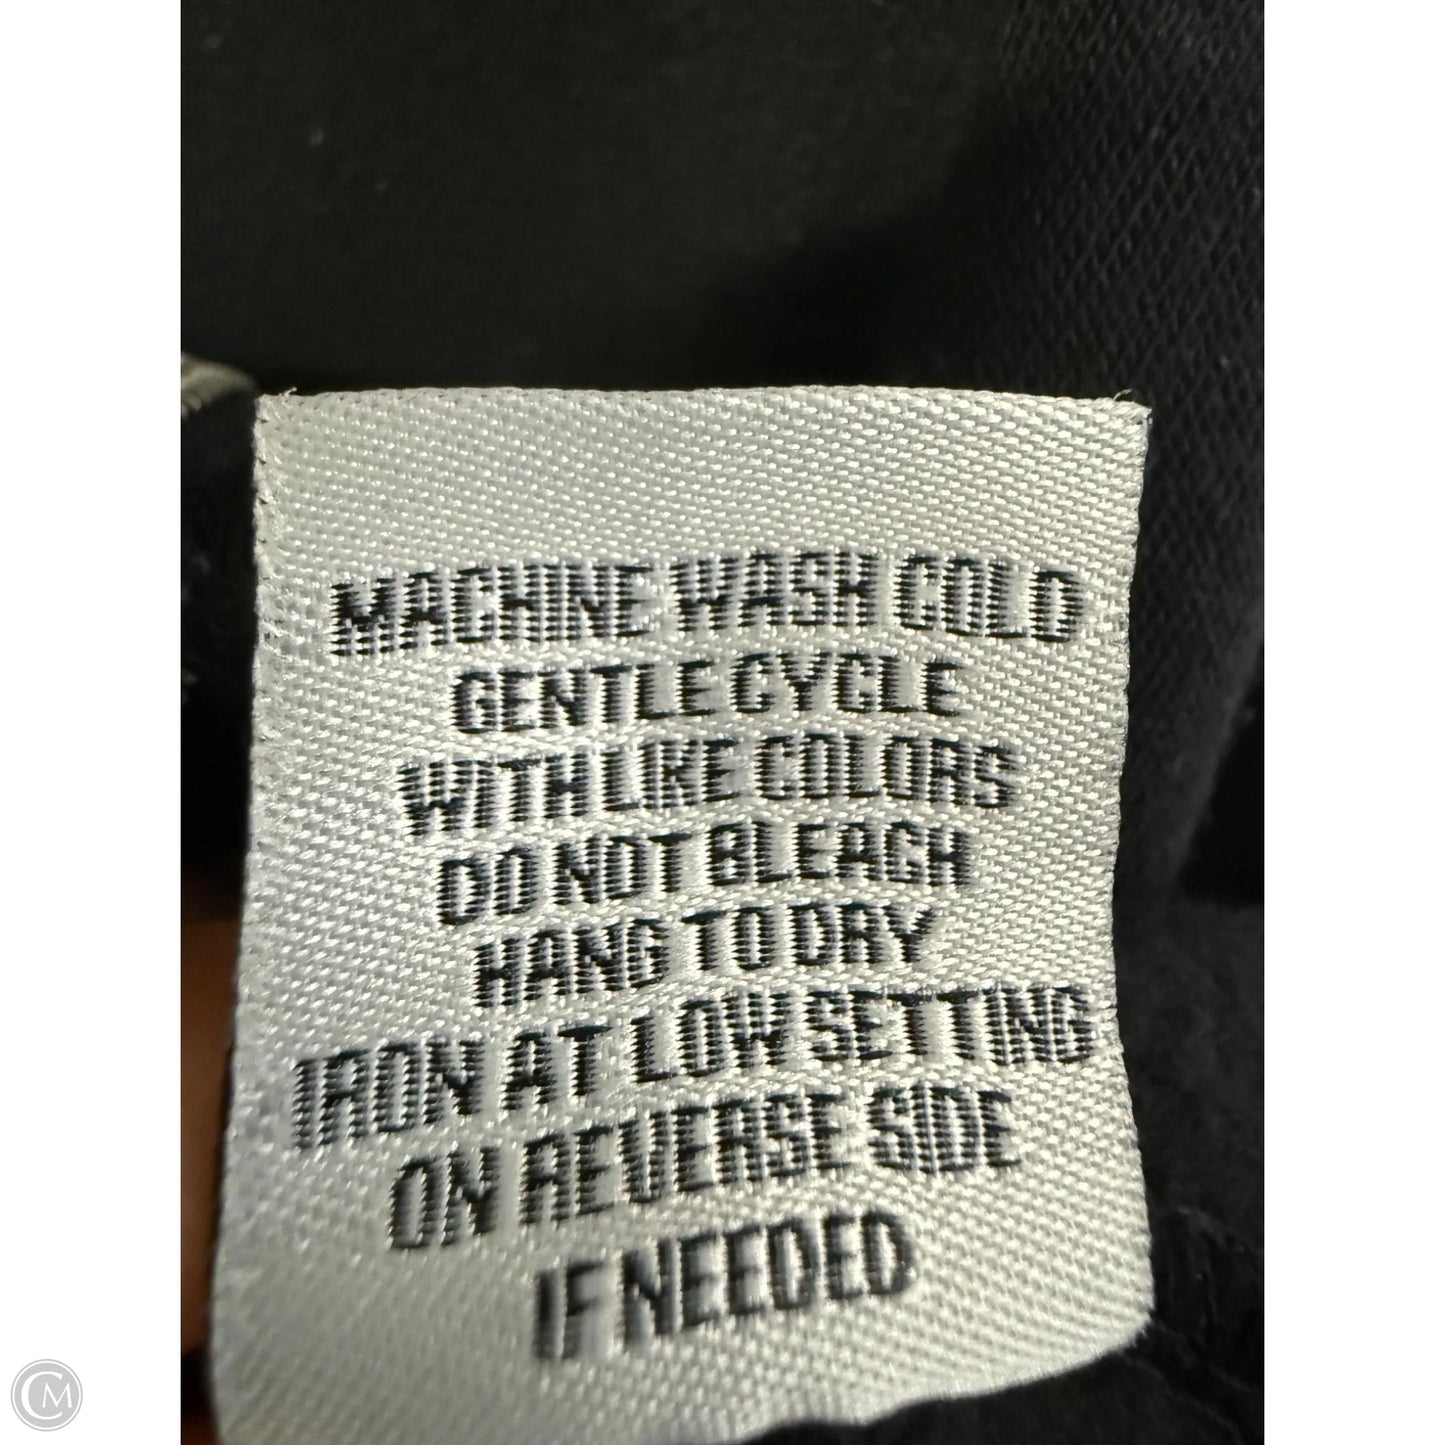 MACHINE WASH COLD
GENTLE CYCLE
WITH LIKE COLORS
DO NOT BLEACH
HANG TO DRY
IRON AT LOW SETTING
ON REVERSE SIDE
IF NEEDED
CM